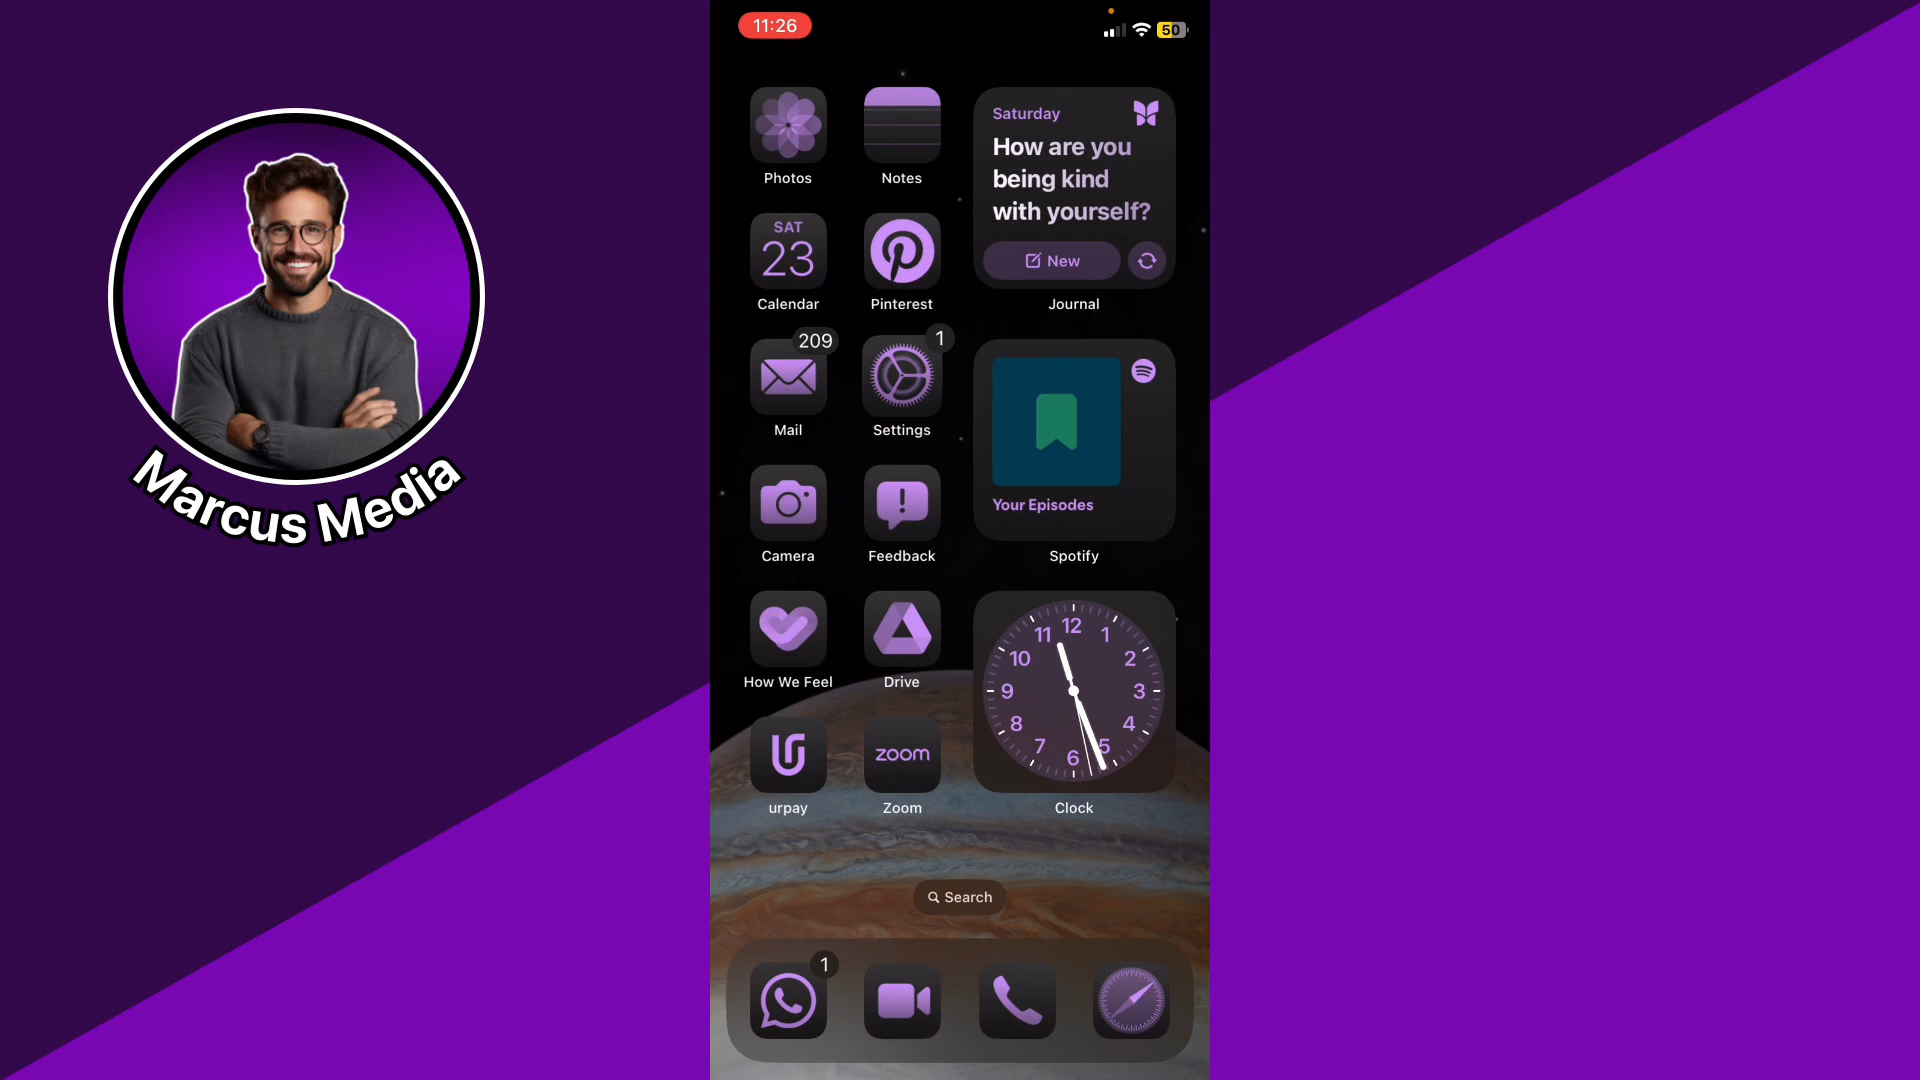 11:26
50
Photos
Notes
Saturday
How are you
being kind
with yourself?
New
Journal
SAT
23
Calendar
Pinterest
209
Mail
1
Settings
Your Episodes
Spotify
Camera
Feedback
How We Feel
Drive
12
1
2
3
4
5
6
7
8
9
10
11
Clock
urpay
zoom
Zoom
Search
1
Marcus Media